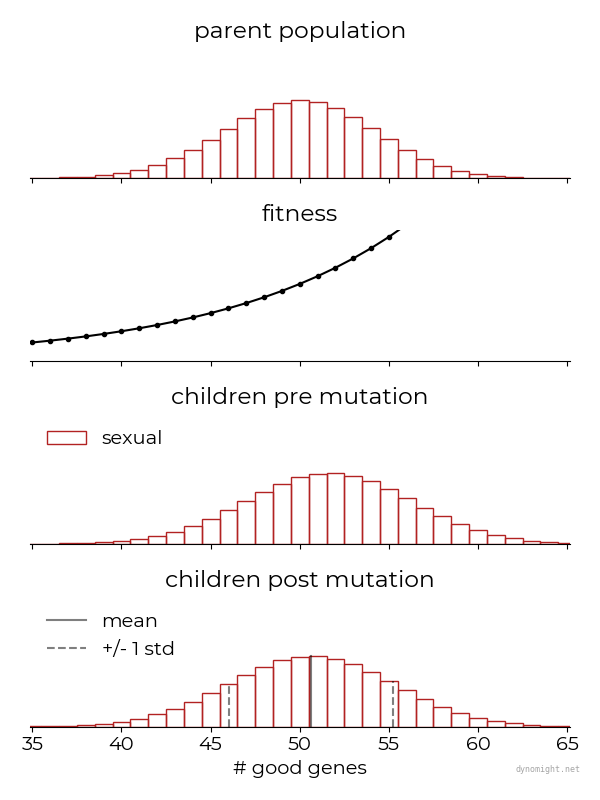 parent population
fitness
children pre mutation
sexual
children post mutation
mean
+/- 1 std
35 40 45 50 55 60 65
# good genes
dynomight.net